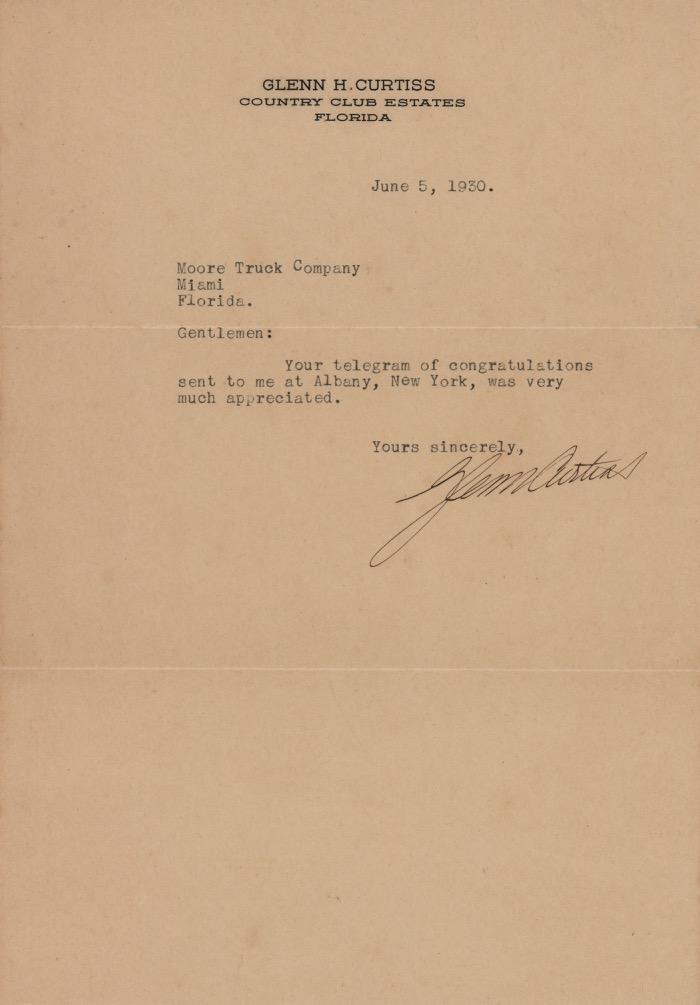 GLENN H. CURTISS
COUNTRY CLUB ESTATES
FLORIDA
June 5, 1930.
Moore Truck Company
Miami
Florida.
Gentlemen:
Your telegram of congratulations
sent to me at Albany, New York, was very
much appreciated.
Yours sincerely,
Glenn Curtiss